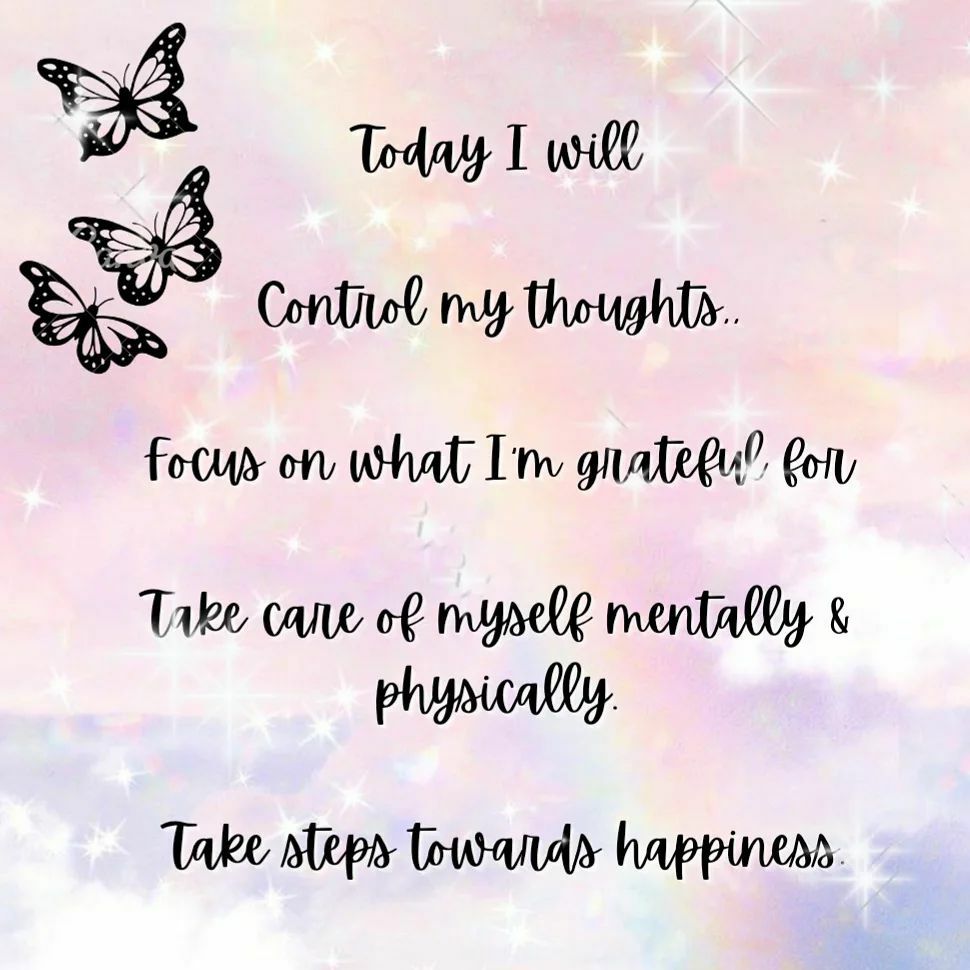 Today I will
Control my thoughts..
Focus on what I'm grateful for
Take care of myself mentally &
physically.
Take steps towards happiness.